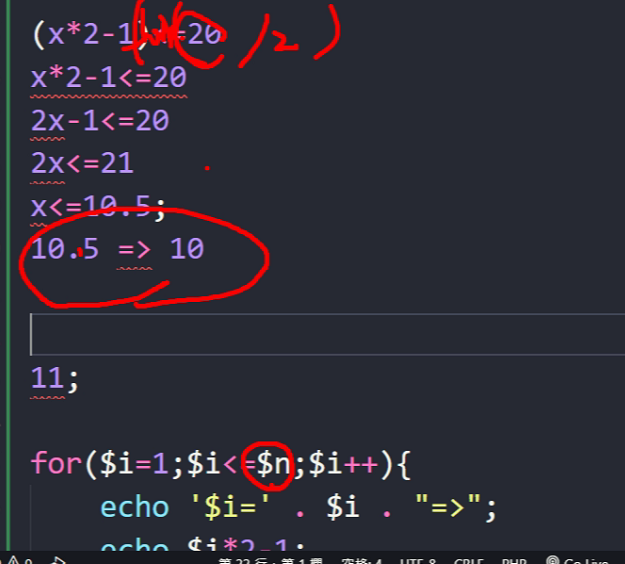 (x*2-1)<=20 /2 )
x*2-1<=20
2x-1<=20
2x<=21
x<=10.5;
10.5 => 10
11;
for($i=1;$i<=$n;$i++){
echo '$i=' . $i . "=>";
echo $i*2-1;
第 22 行，第 1 欄 空格: 4 UTF-8 CRLF PHP Go Live